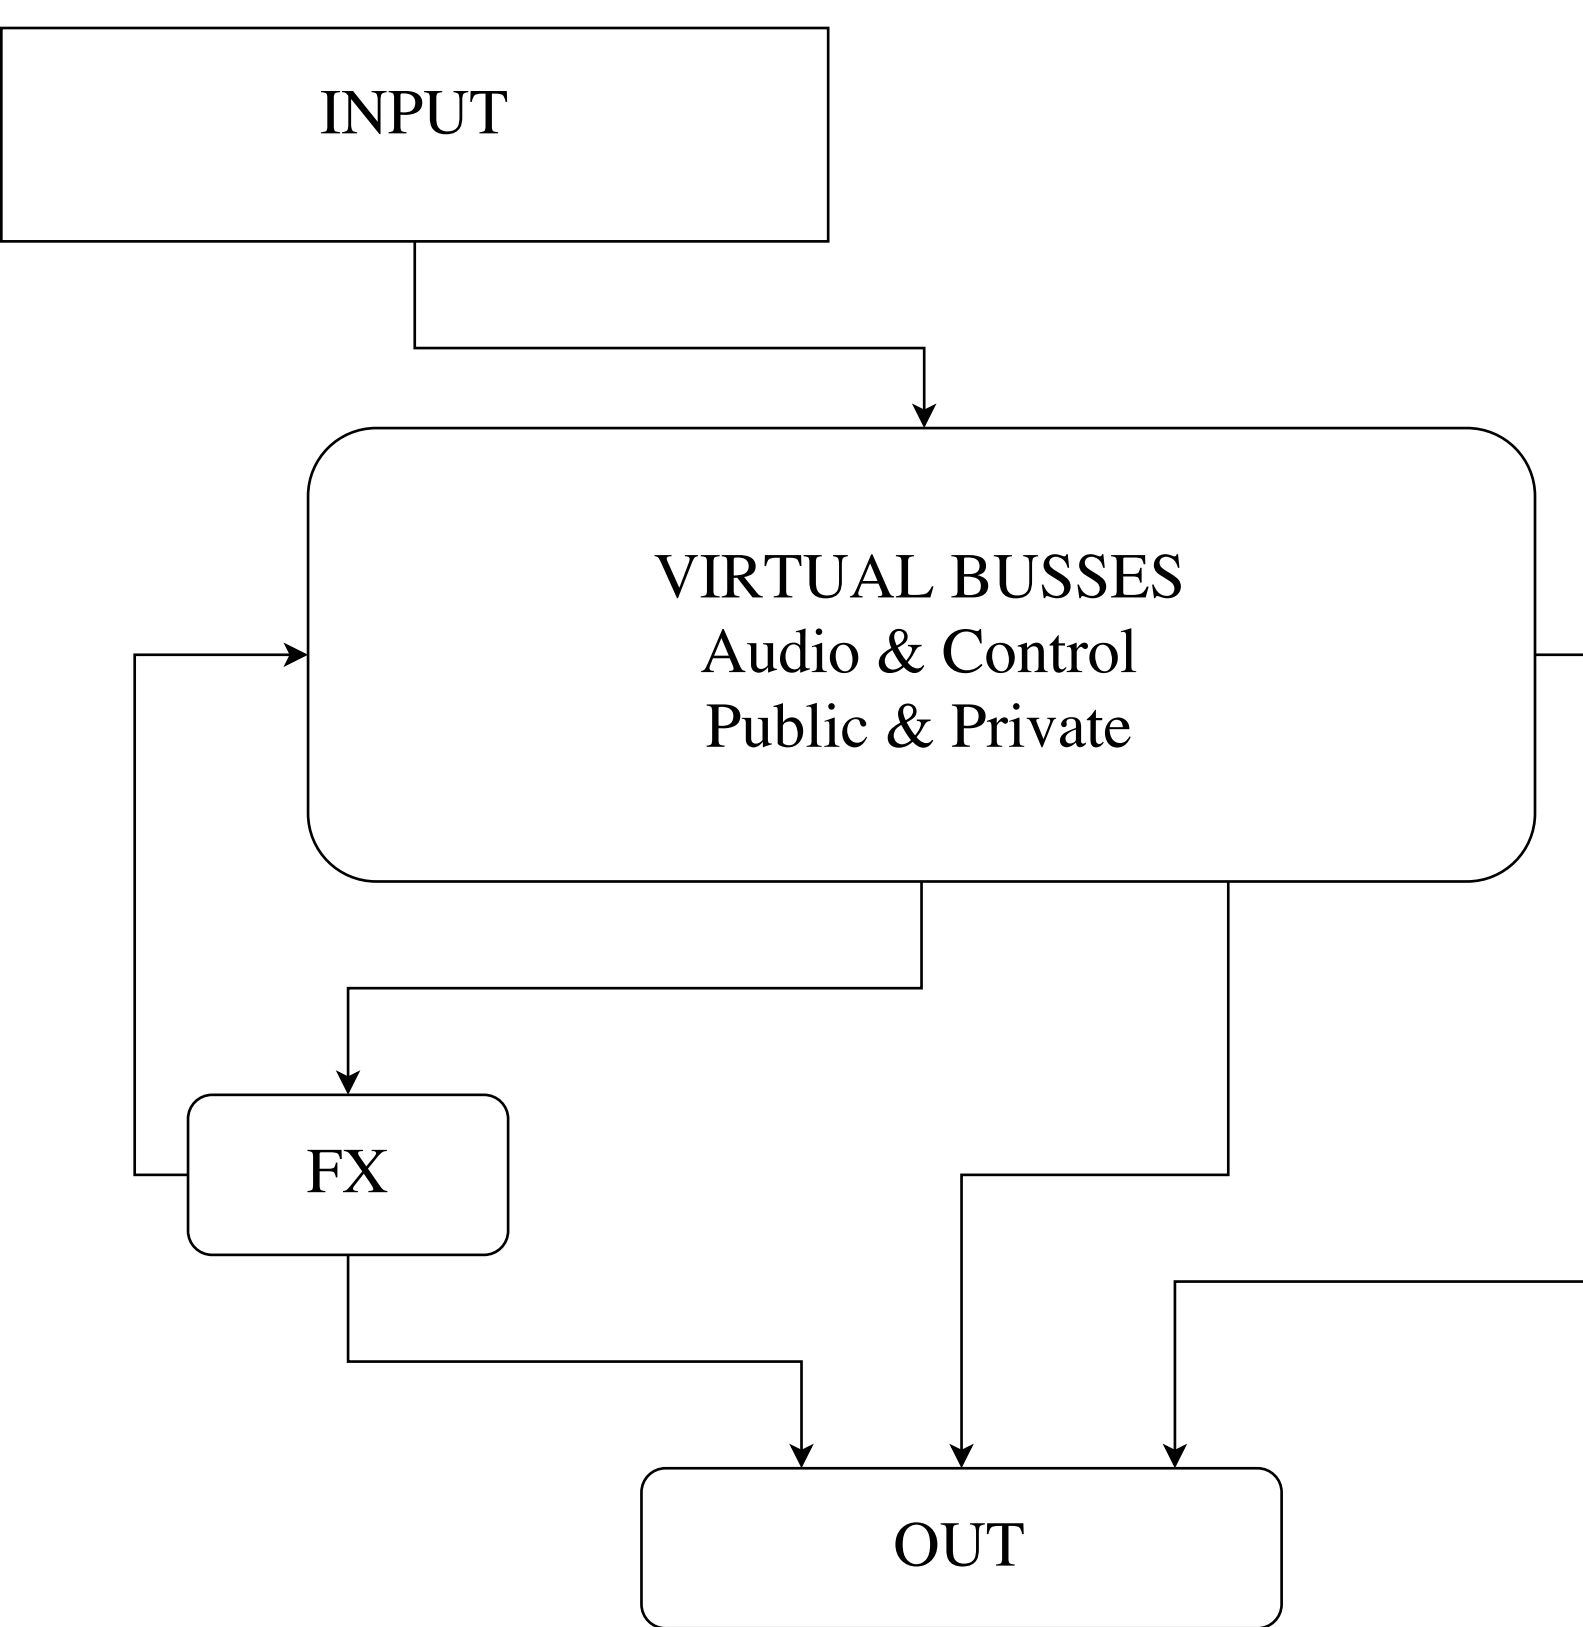 INPUT
VIRTUAL BUSSES
Audio & Control
Public & Private
FX
OUT